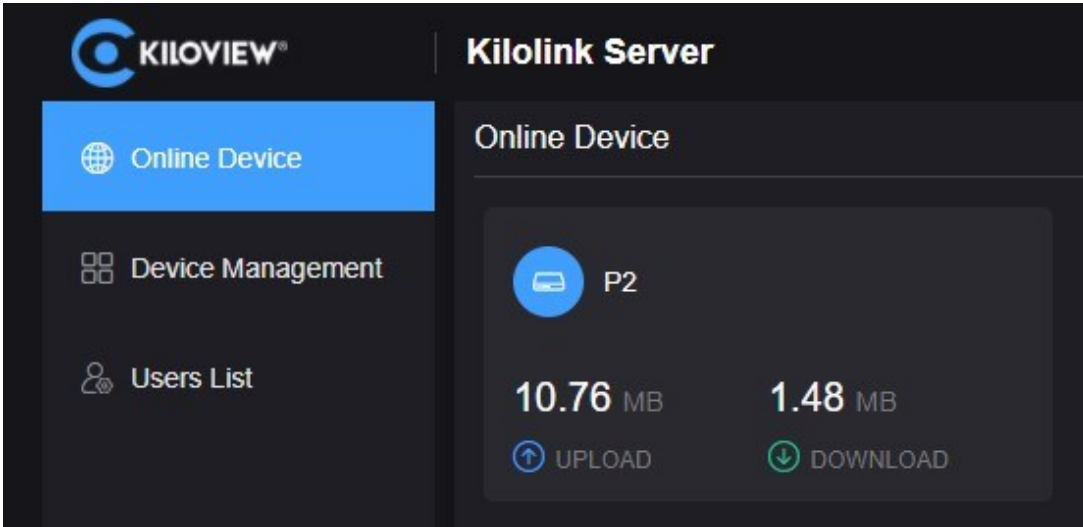 KILOVIEW®
Kilolink Server
Online Device
Device Management
Users List
Online Device
P2
10.76 MB
1.48 MB
UPLOAD
DOWNLOAD